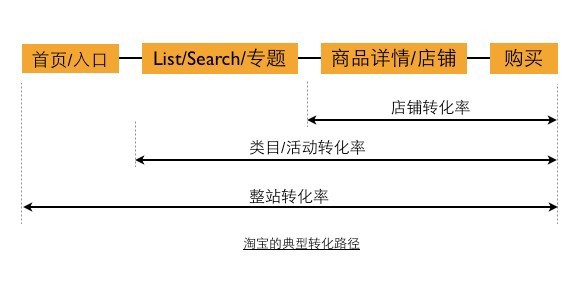 首页/入口
List/Search/专题
商品详情/店铺
购买
店铺转化率
类目/活动转化率
整站转化率
淘宝的典型转化路径